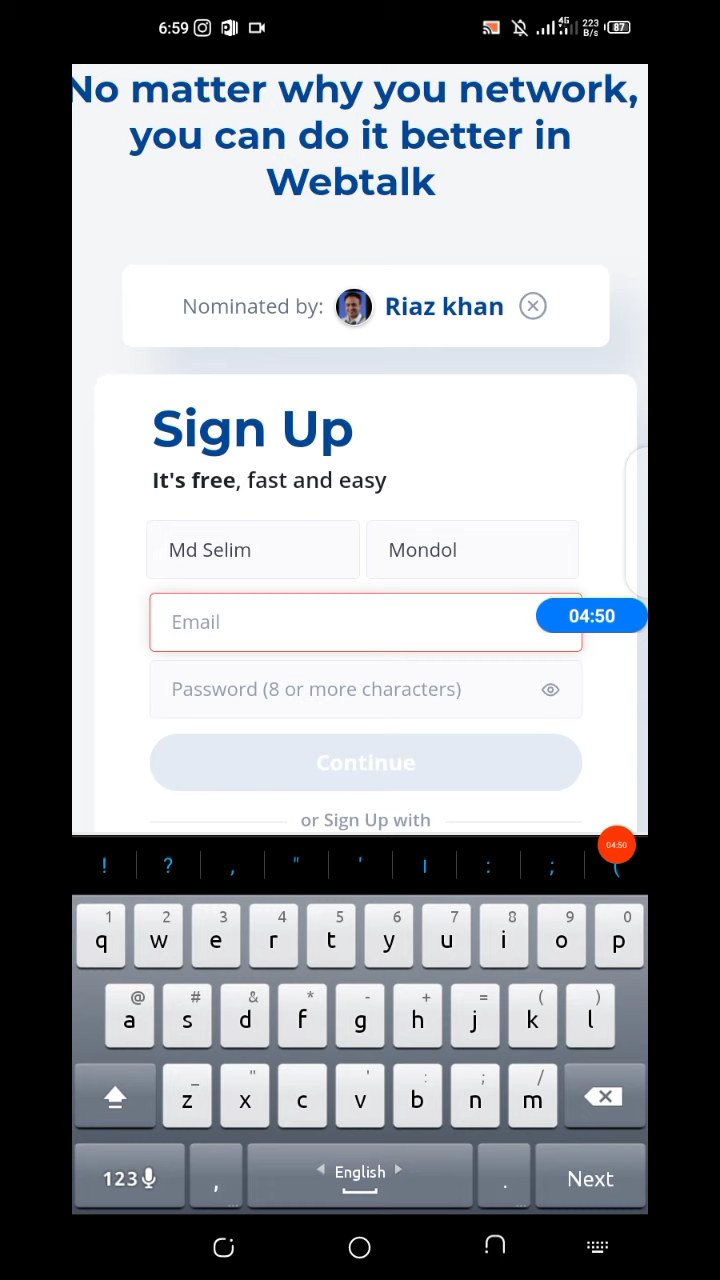 6:59 4G 223 B/s 87
No matter why you network,
you can do it better in
Webtalk
Nominated by: Riaz khan
Sign Up
It's free, fast and easy
Md Selim Mondol
Email
04:50
Password (8 or more characters)
Continue
or Sign Up with
04:50
! ? , " ' | : ; (
1 2 3 4 5 6 7 8 9 0
q w e r t y u i o p
@ # & * - + = ( )
a s d f g h j k l
_ " ' : ; /
z x c v b n m
123 , English . Next